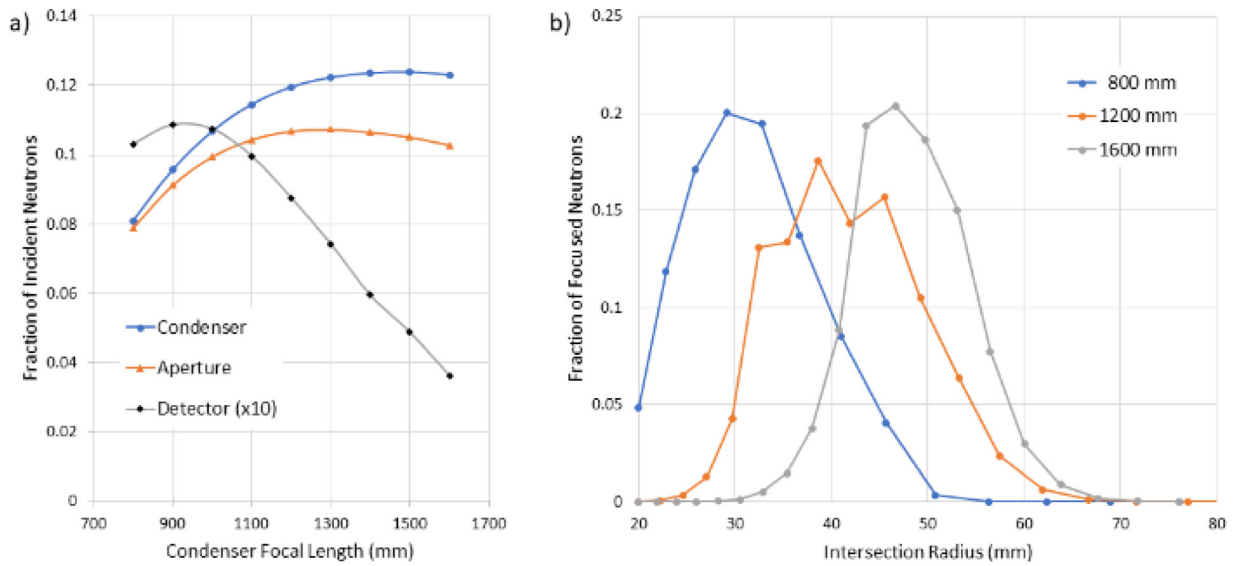 a)
0.14
0.12
0.1
0.08
0.06
0.04
0.02
0
Fraction of Incident Neutrons
Condenser
Aperture
Detector (x10)
700 900 1100 1300 1500 1700
Condenser Focal Length (mm)
b)
0.25
0.2
0.15
0.1
0.05
0
Fraction of Focused Neutrons
800 mm
1200 mm
1600 mm
20 30 40 50 60 70 80
Intersection Radius (mm)